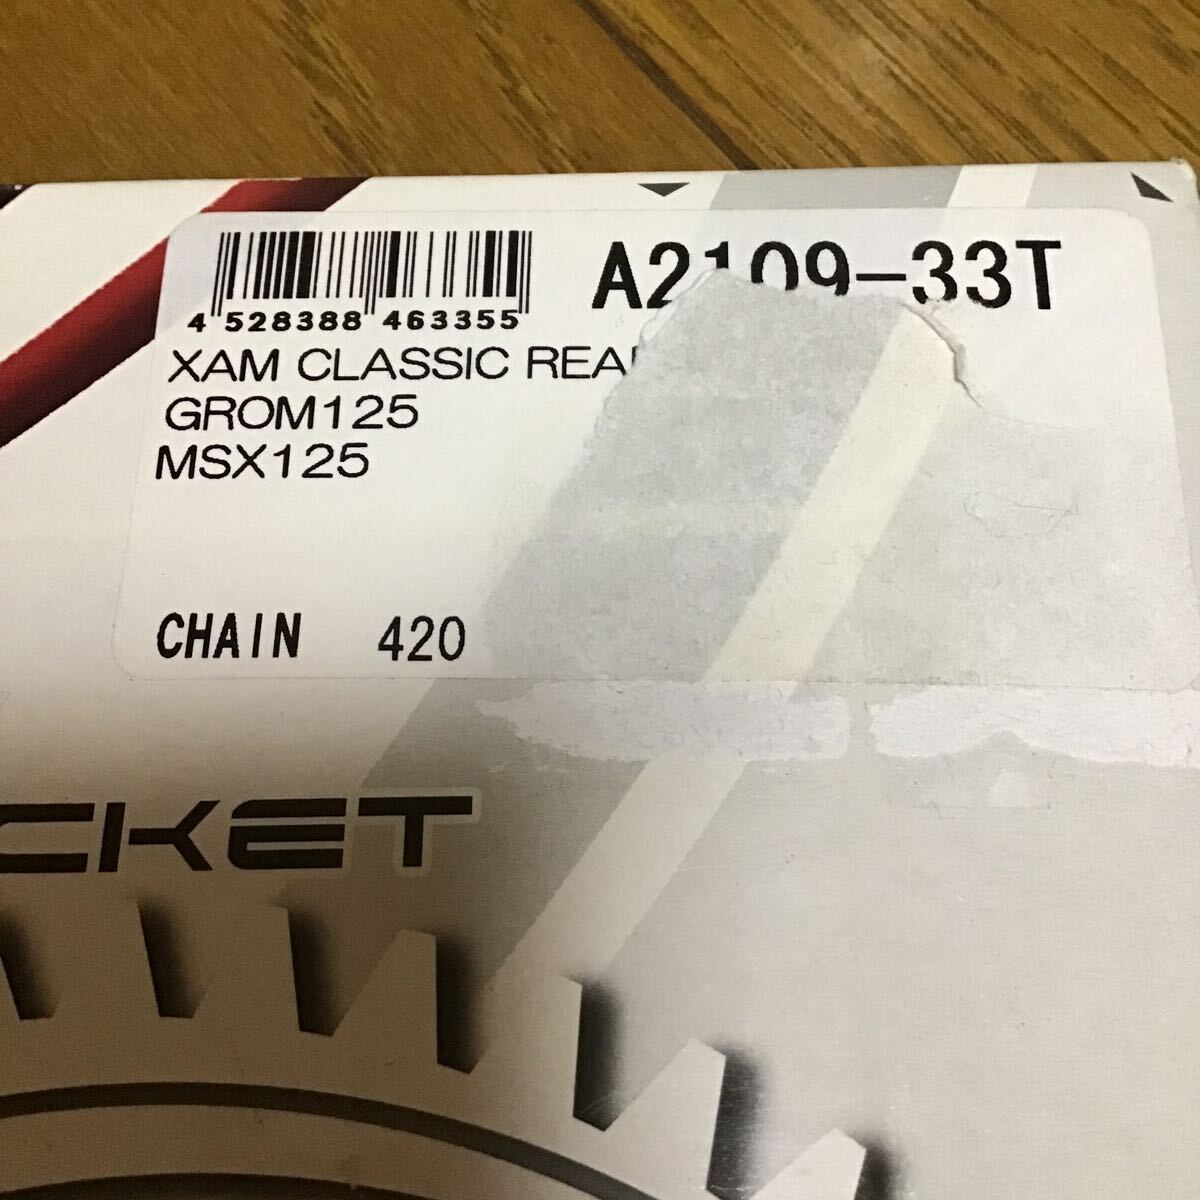 A2109-33T
4 528388 463355
XAM CLASSIC REA
GROM125
MSX125
CHAIN 420
CKET